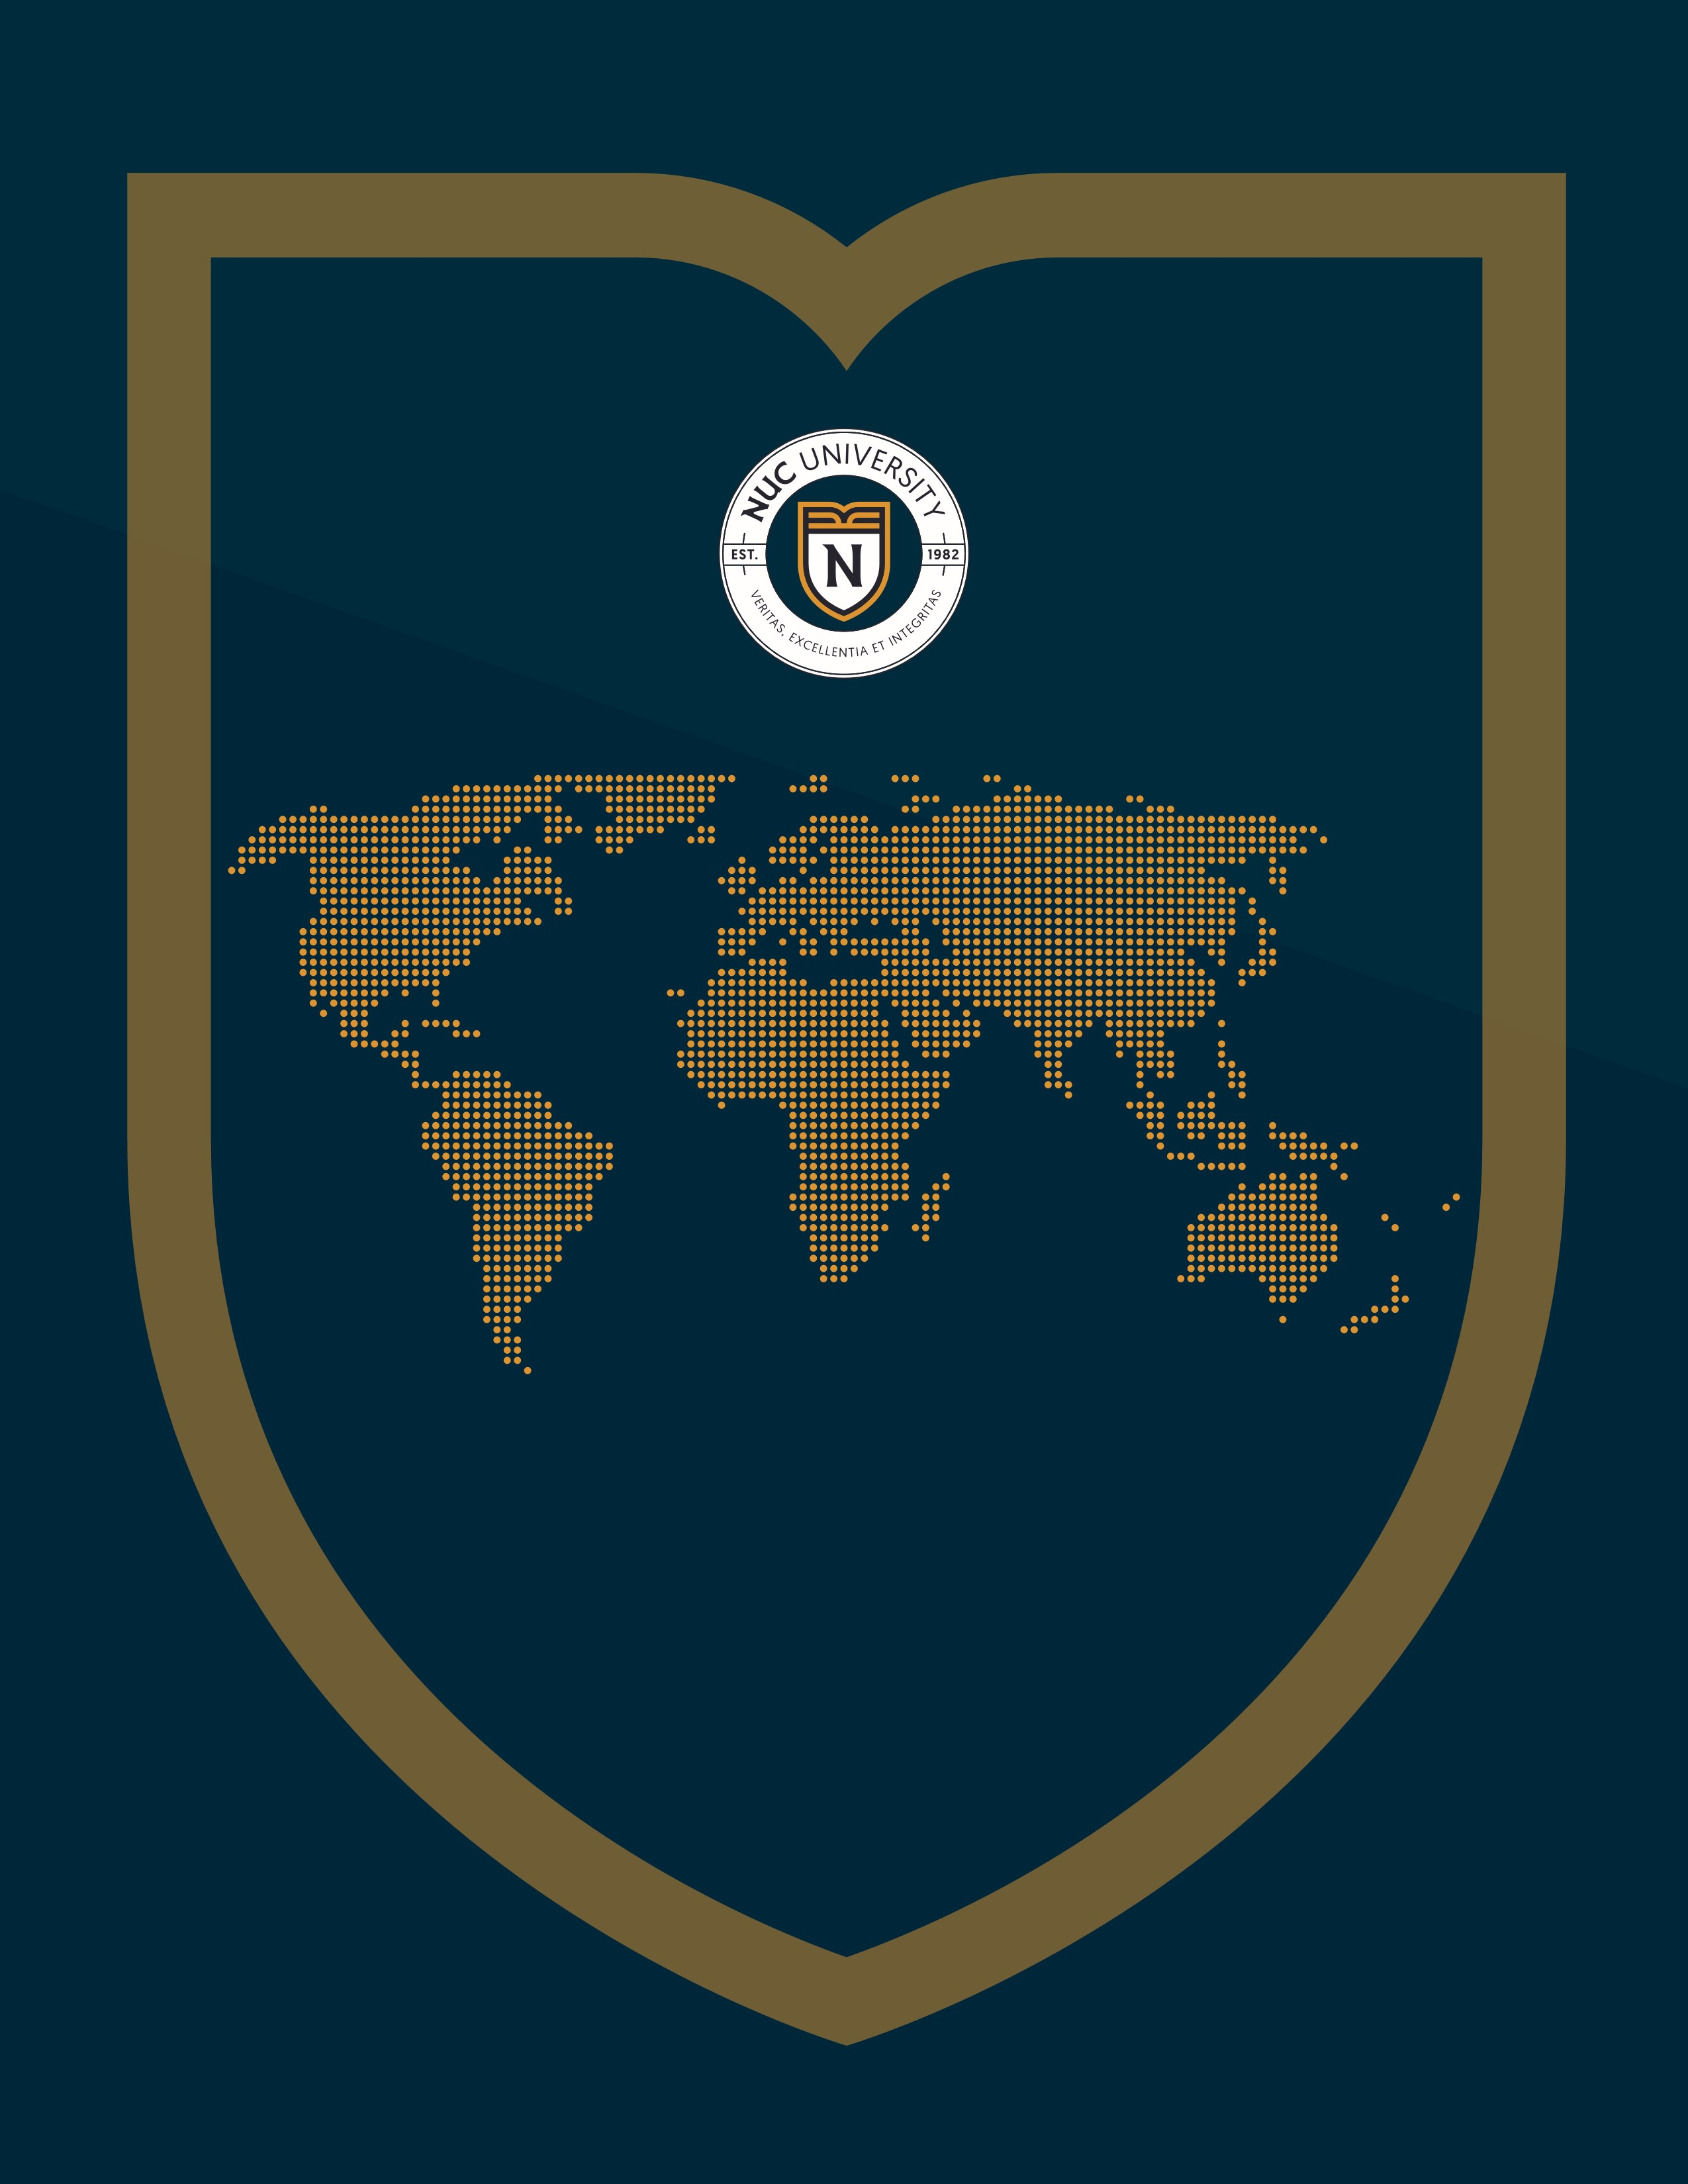 NUC UNIVERSITY
EST. 1982
N
VERITAS, EXCELLENTIA ET INTEGRITAS